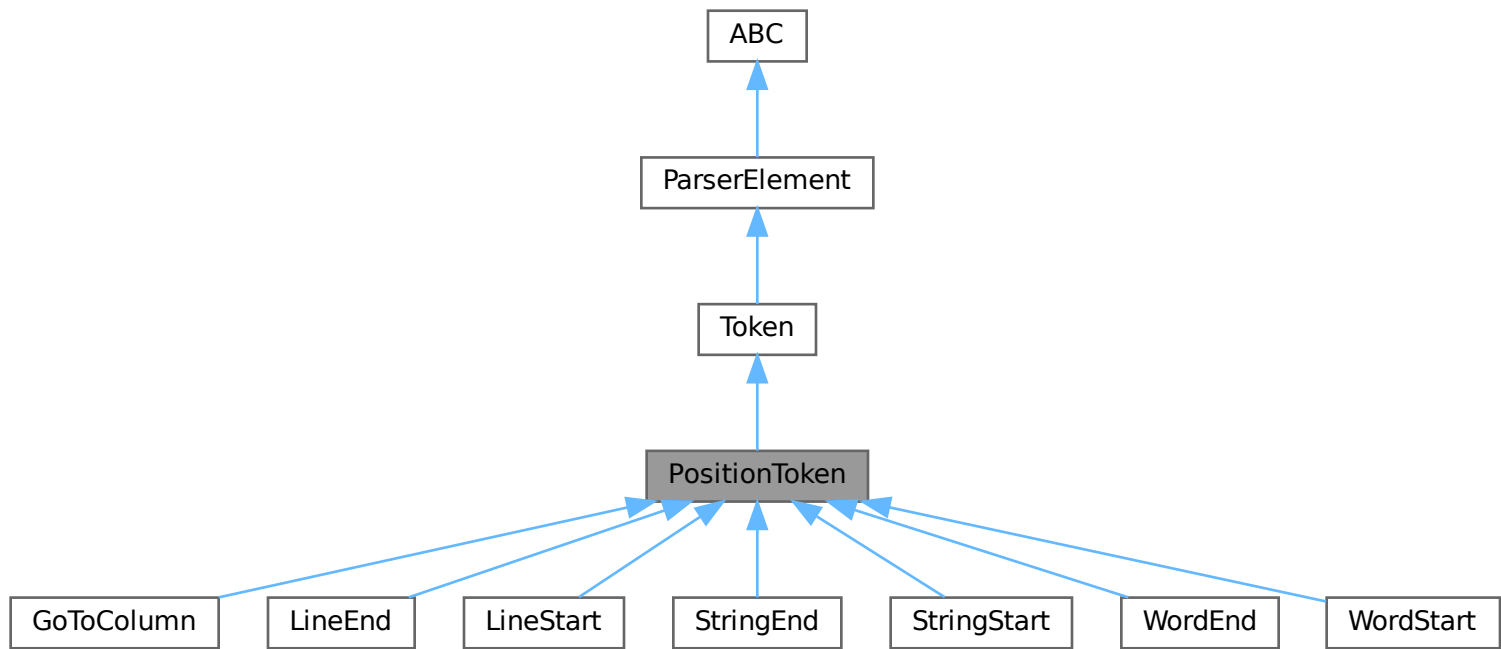 ABC
ParserElement
Token
PositionToken
GoToColumn
LineEnd
LineStart
StringEnd
StringStart
WordEnd
WordStart